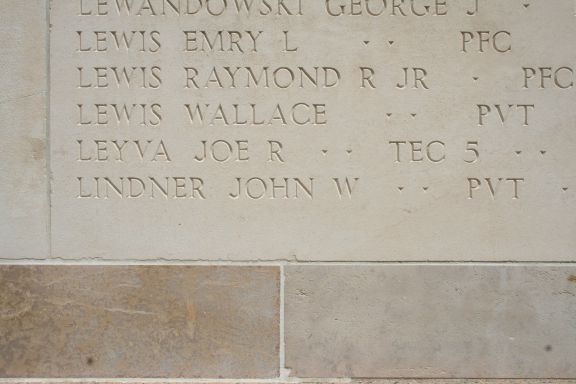 LEWANDOWSKI GEORGE J ·
LEWIS EMRY L · · PFC
LEWIS RAYMOND R JR · PFC
LEWIS WALLACE · · PVT
LEYVA JOE R · · TEC 5 · ·
LINDNER JOHN W · · PVT ·